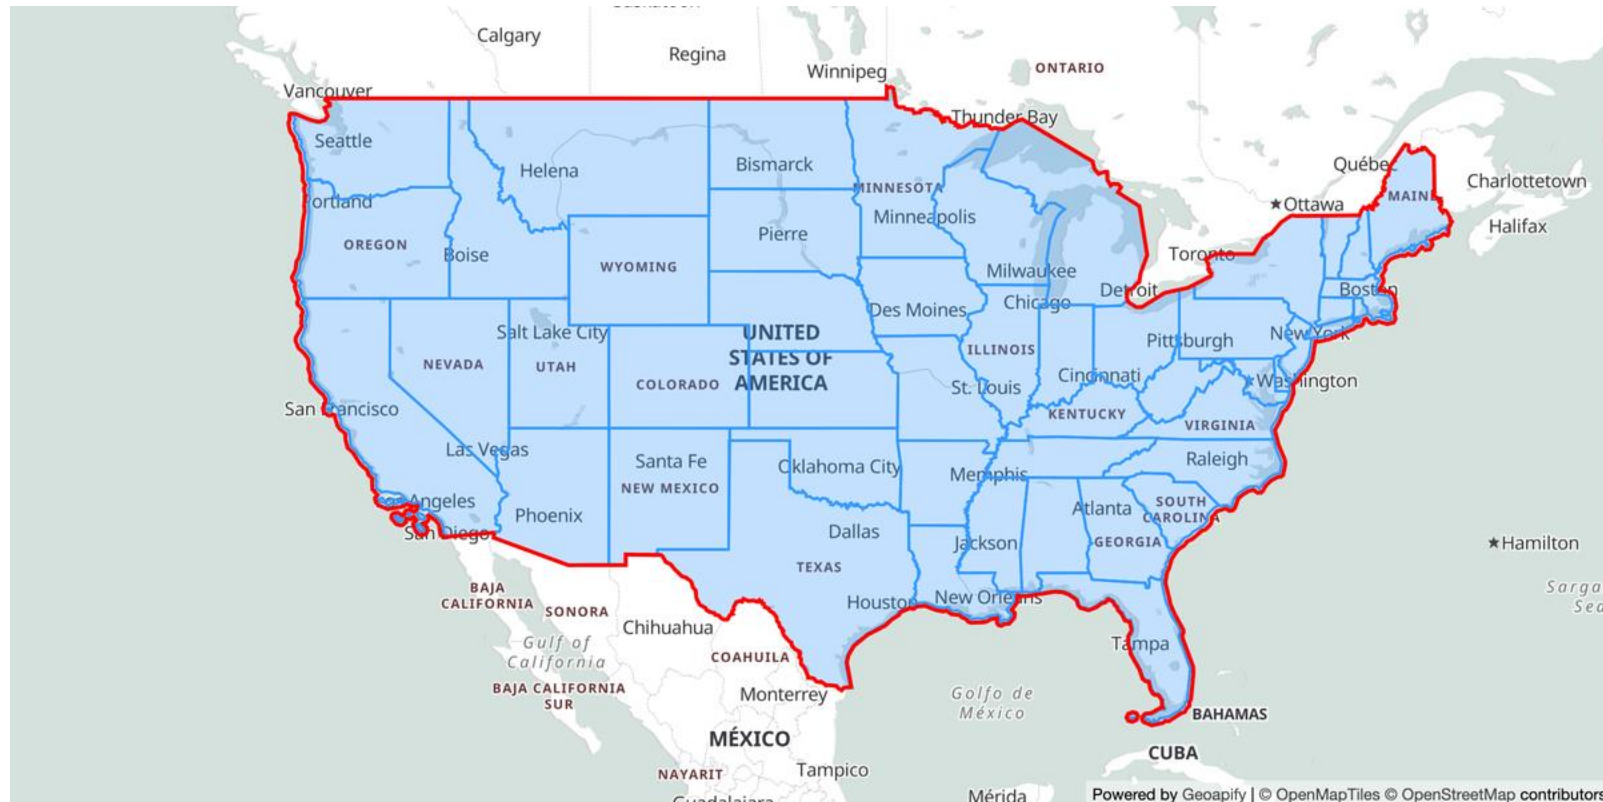 Calgary
Regina
Winnipeg
ONTARIO
Vancouver
Thunder Bay
Seattle
Helena
Bismarck
MINNESOTA
Québe
Charlottetown
MAIN
Portland
Minneapolis
★Ottawa
Halifax
OREGON
Pierre
Boise
WYOMING
Milwaukee
Toronto
Detroit
Boston
Chicago
Des Moines
Salt Lake City
UNITED
STATES OF
AMERICA
New York
Pittsburgh
ILLINOIS
NEVADA
UTAH
COLORADO
St. Louis
Cincinnati
★Washington
San Francisco
KENTUCKY
VIRGINIA
Las Vegas
Santa Fe
Oklahoma City
Memphis
Raleigh
NEW MEXICO
Los Angeles
Phoenix
Atlanta
SOUTH
CAROLINA
San Diego
Dallas
Jackson
GEORGIA
★Hamilton
TEXAS
BAJA
CALIFORNIA
SONORA
Houston
New Orleans
Sarga
Sea
Chihuahua
Gulf of
California
COAHUILA
Tampa
BAJA CALIFORNIA
SUR
Monterrey
Golfo de
México
BAHAMAS
MÉXICO
CUBA
NAYARIT
Tampico
Guadalajara
Mérida
Powered by Geoapify | © OpenMapTiles © OpenStreetMap contributors